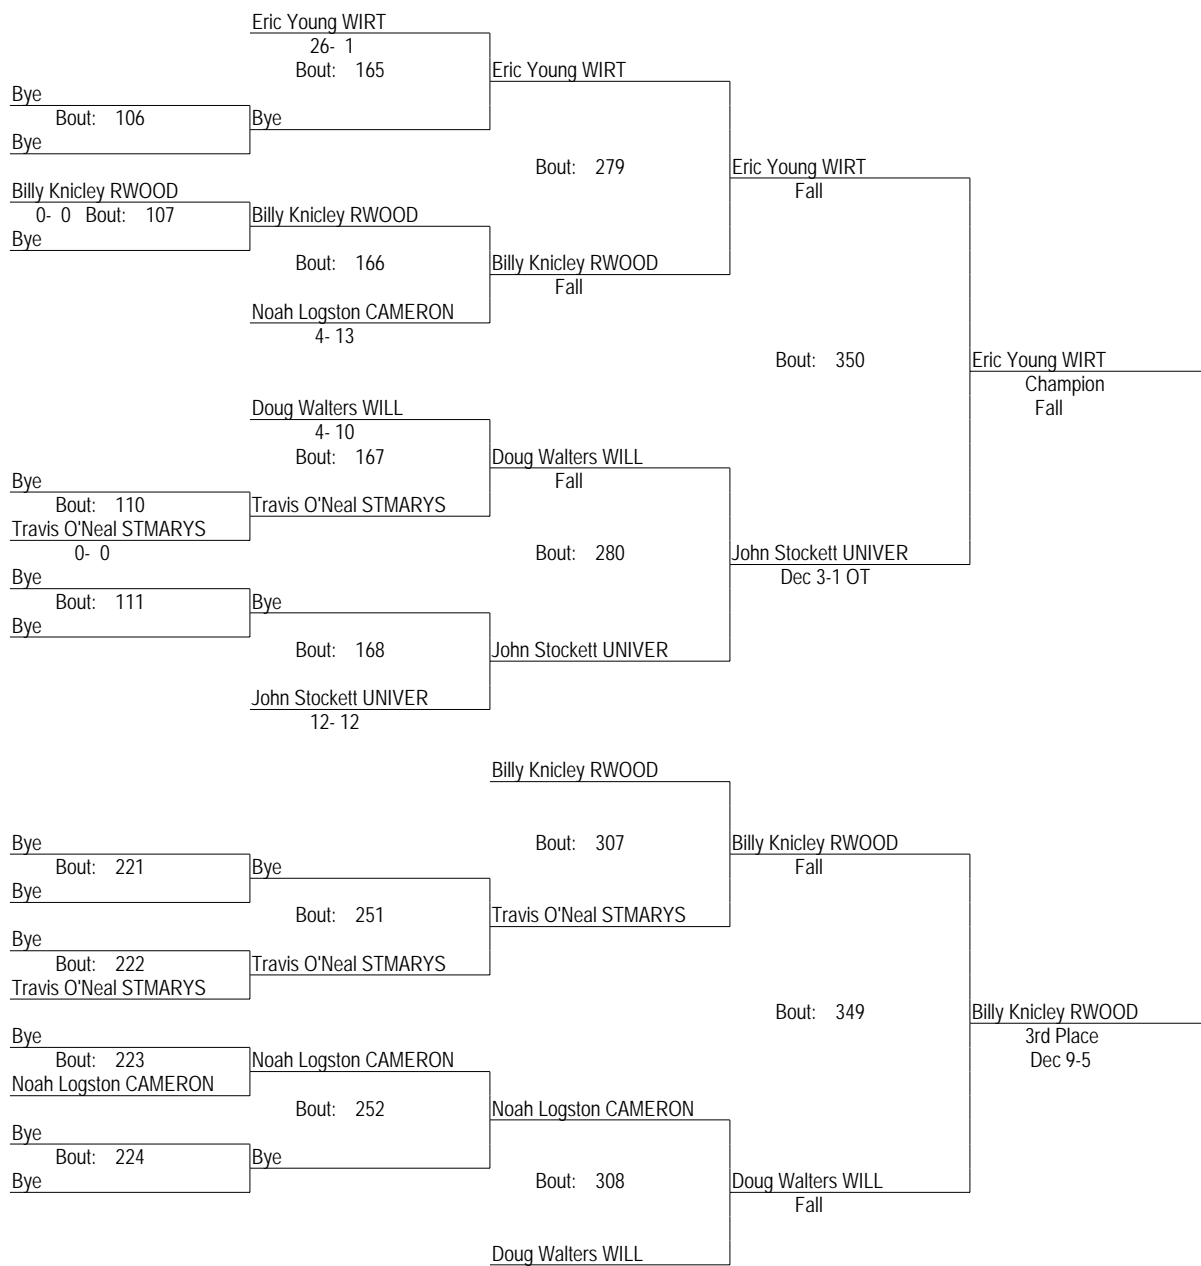 Eric Young WIRT
26- 1
Bout: 165
Eric Young WIRT
Bye
Bout: 106
Bye
Bye
Bout: 279
Eric Young WIRT
Fall
Billy Knicley RWOOD
0- 0 Bout: 107
Billy Knicley RWOOD
Bye
Bout: 166
Billy Knicley RWOOD
Fall
Noah Logston CAMERON
4- 13
Bout: 350
Eric Young WIRT
Champion
Fall
Doug Walters WILL
4- 10
Bout: 167
Doug Walters WILL
Fall
Bye
Bout: 110
Travis O'Neal STMARYS
Travis O'Neal STMARYS
0- 0
Bout: 280
John Stockett UNIVER
Dec 3-1 OT
Bye
Bout: 111
Bye
Bye
Bout: 168
John Stockett UNIVER
John Stockett UNIVER
12- 12
Billy Knicley RWOOD
Bout: 307
Billy Knicley RWOOD
Fall
Bye
Bout: 221
Bye
Bye
Bout: 251
Travis O'Neal STMARYS
Bye
Bout: 222
Travis O'Neal STMARYS
Travis O'Neal STMARYS
Bout: 349
Billy Knicley RWOOD
3rd Place
Dec 9-5
Bye
Bout: 223
Noah Logston CAMERON
Noah Logston CAMERON
Bout: 252
Noah Logston CAMERON
Bye
Bout: 224
Bye
Bye
Bout: 308
Doug Walters WILL
Fall
Doug Walters WILL